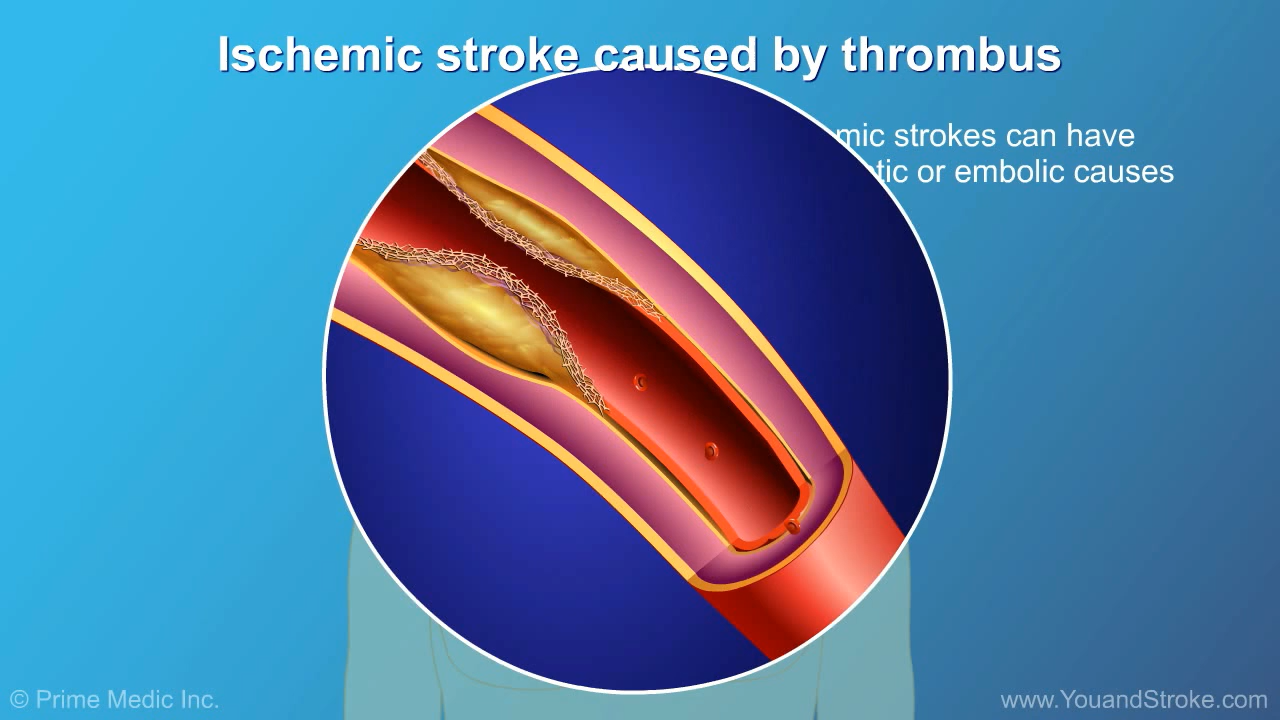 Ischemic stroke caused by thrombus
mic strokes can have
tic or embolic causes
© Prime Medic Inc.
www.YouandStroke.com